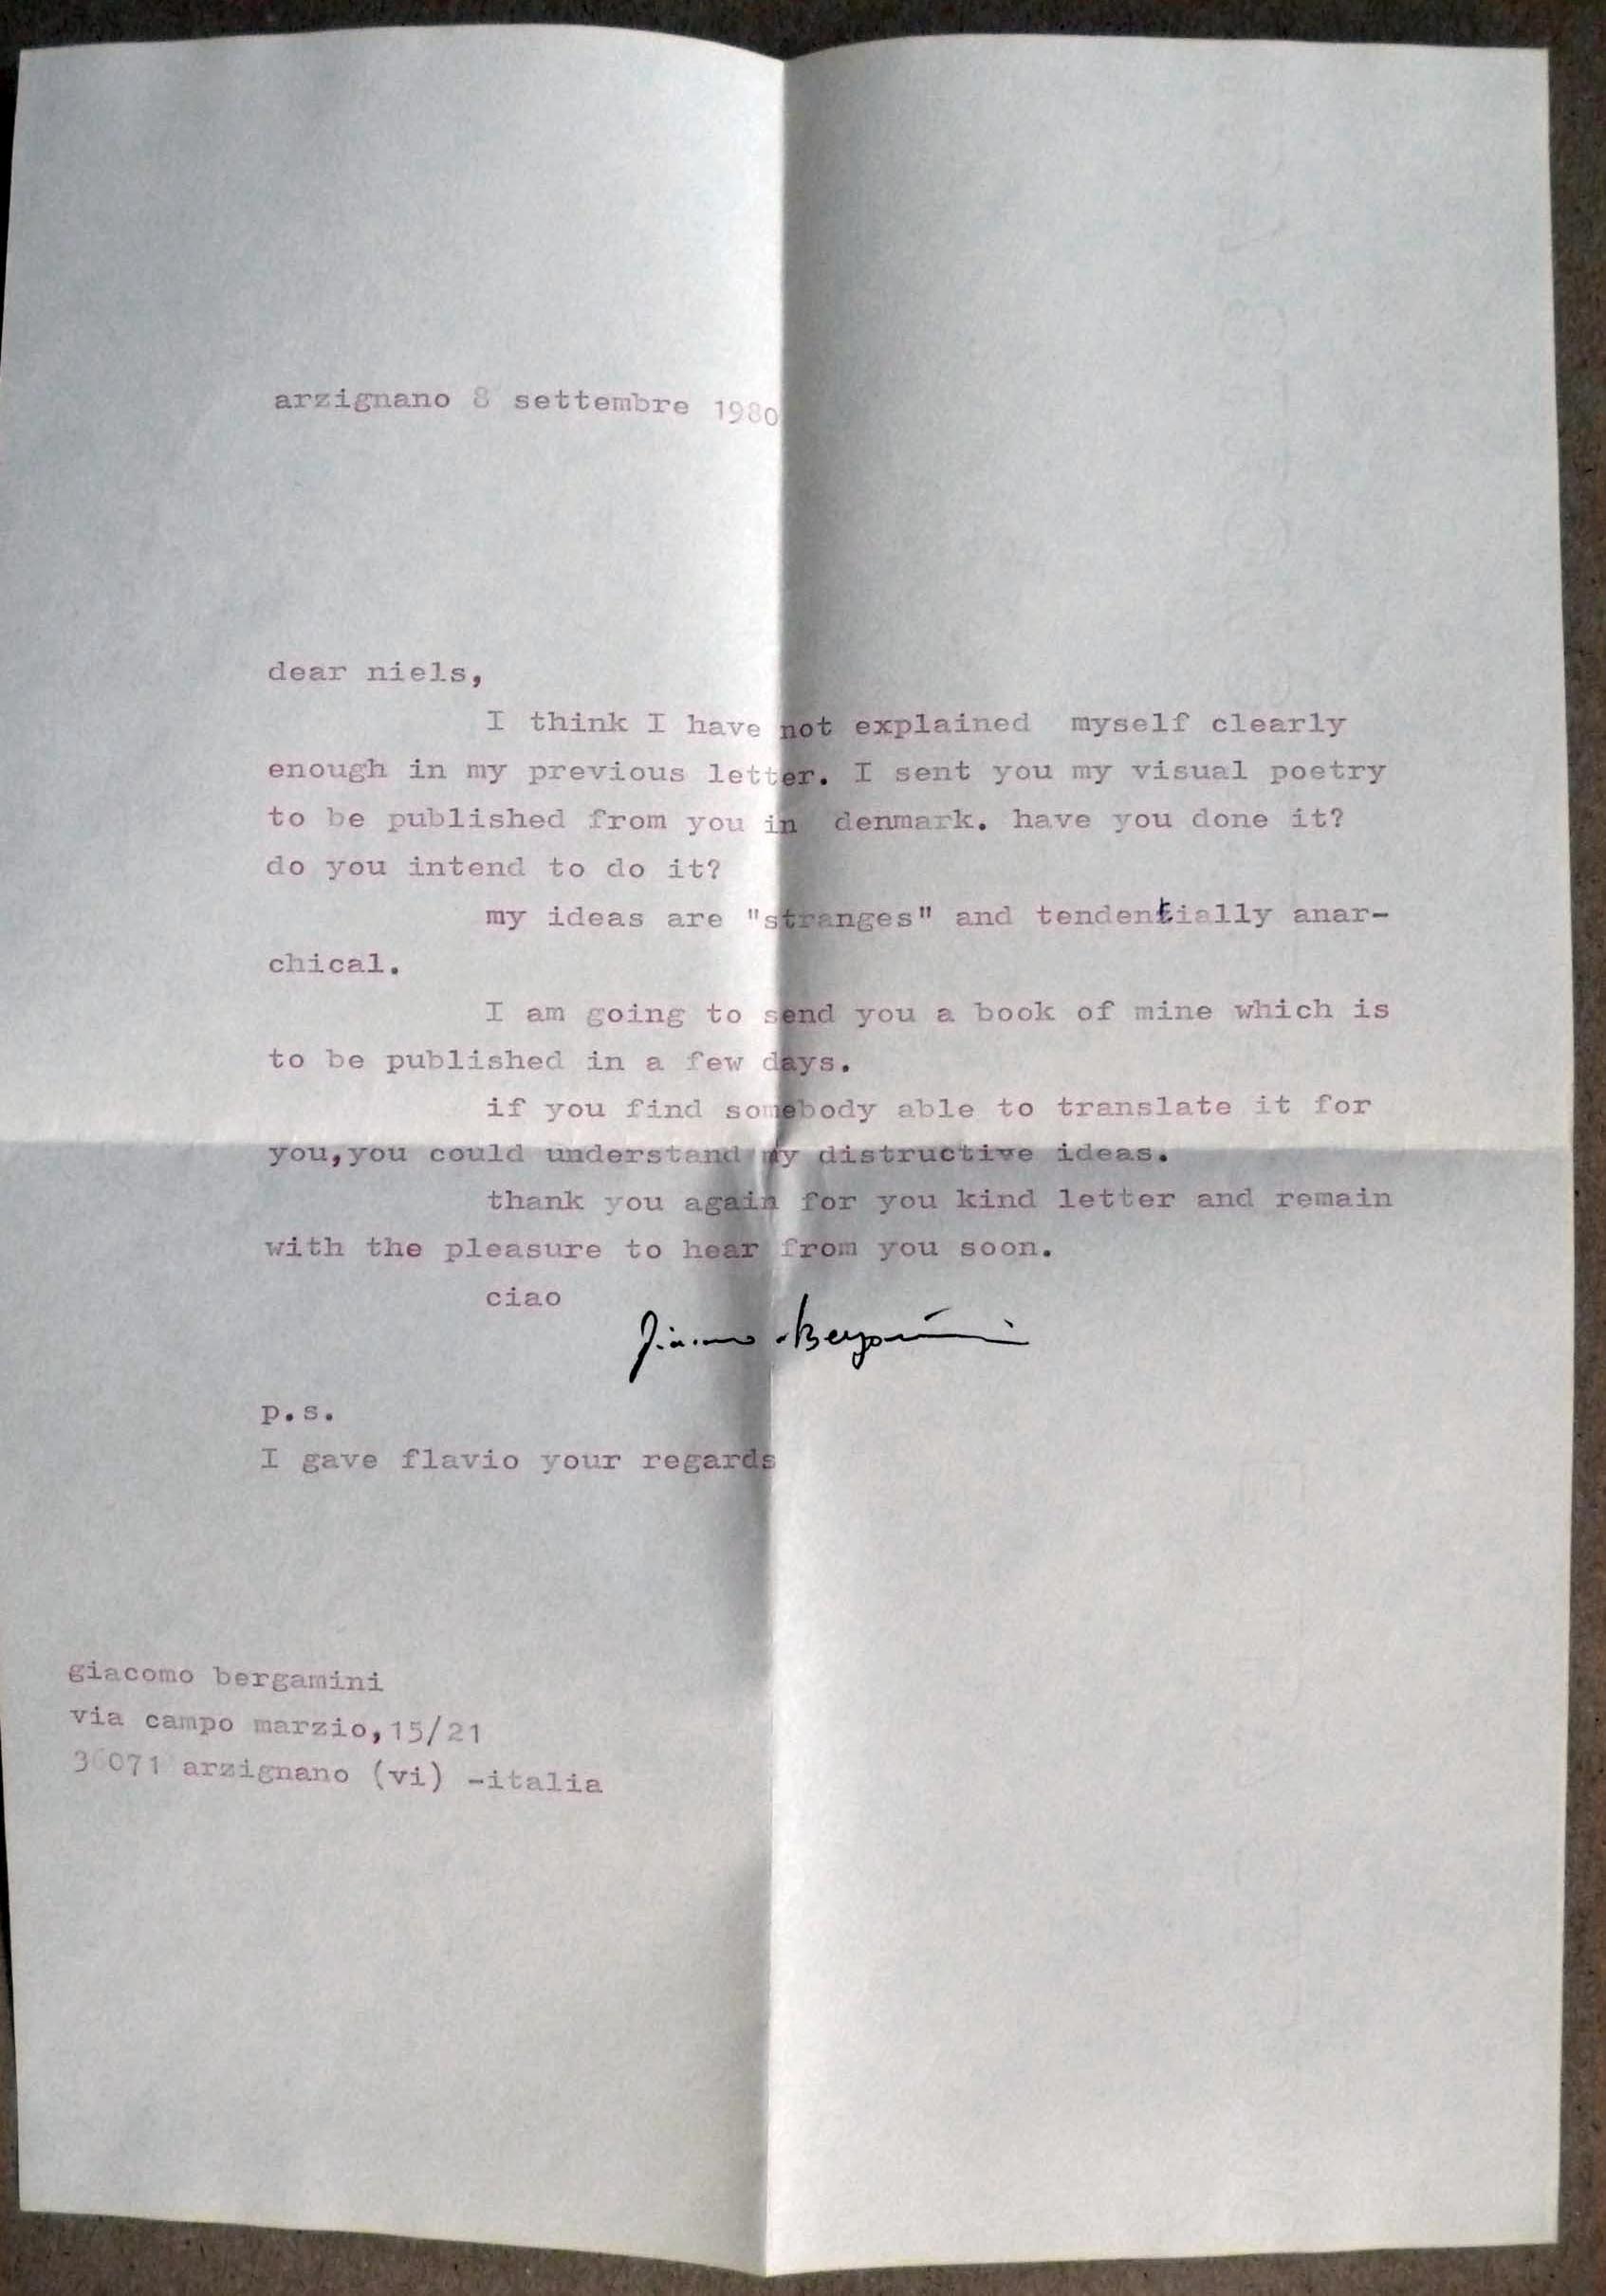 arzignano 8 settembre 1980
dear niels,
I think I have not explained myself clearly
enough in my previous letter. I sent you my visual poetry
to be published from you in denmark. have you done it?
do you intend to do it?
my ideas are "stranges" and tendentially anar-
chical.
I am going to send you a book of mine which is
to be published in a few days.
if you find somebody able to translate it for
you,you could understand my distructive ideas.
thank you again for you kind letter and remain
with the pleasure to hear from you soon.
ciao
Giacomo Bergamini
p.s.
I gave flavio your regards
giacomo bergamini
via campo marzio,15/21
36071 arzignano (vi) -italia